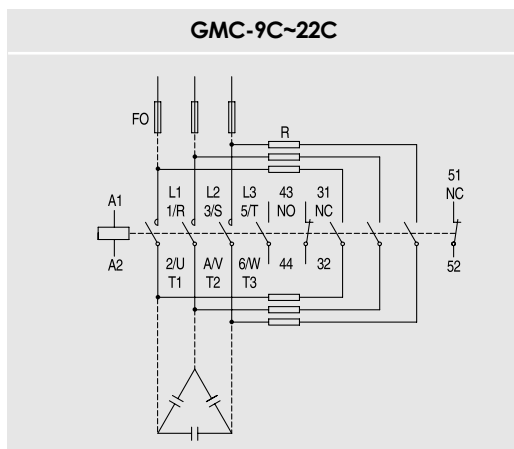 GMC-9C~22C
FO
R
L1 L2 L3 43 31 51
1/R 3/S 5/T NO NC NC
A1
A2
2/U A/V 6/W 44 32 52
T1 T2 T3